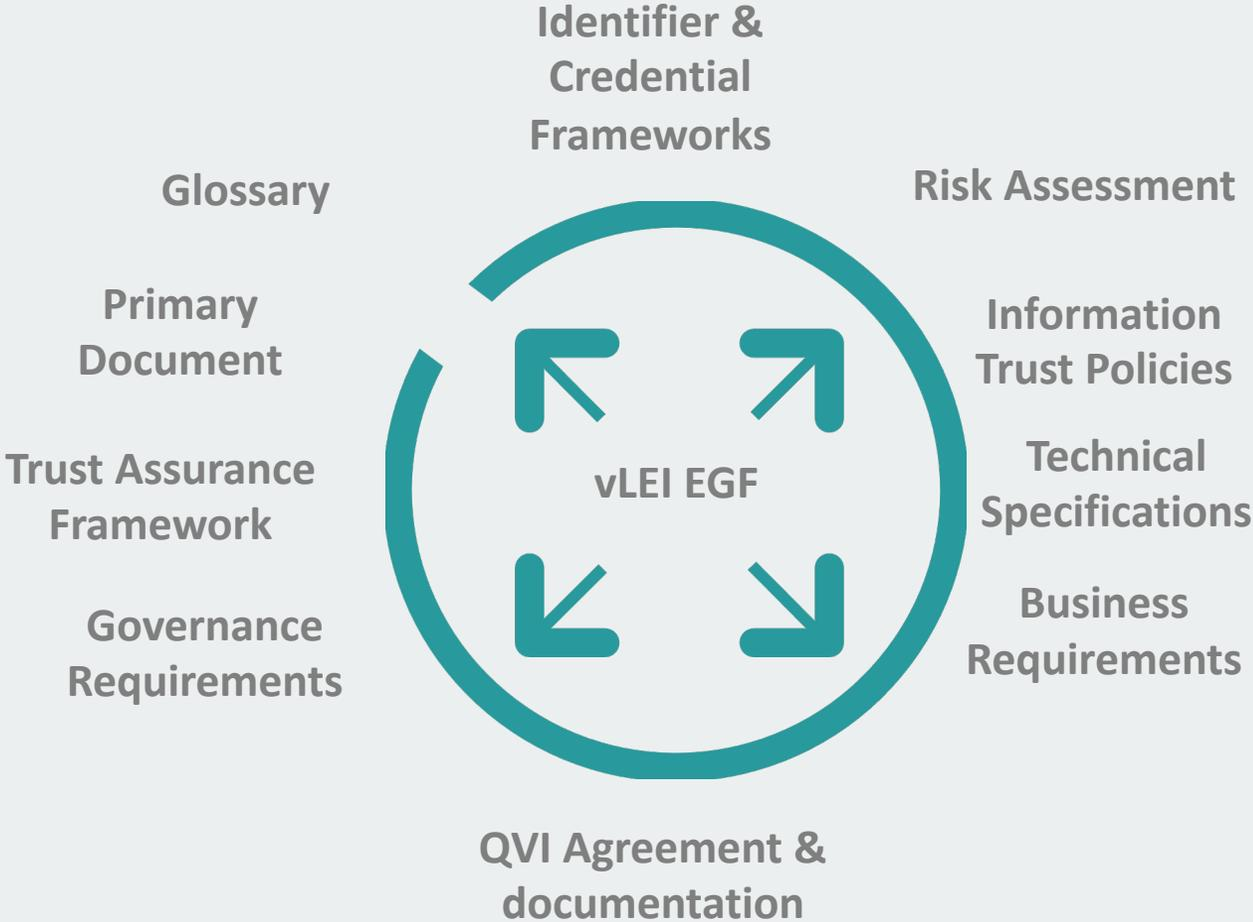 Identifier &
Credential
Frameworks
Glossary
Risk Assessment
Primary
Document
Information
Trust Policies
Trust Assurance
Framework
vLEI EGF
Technical
Specifications
Governance
Requirements
Business
Requirements
QVI Agreement &
documentation